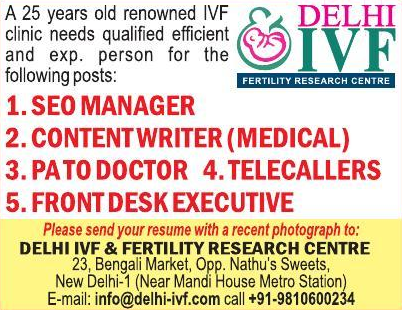 A 25 years old renowned IVF
clinic needs qualified efficient
and exp. person for the
following posts:
DELHI
IVF
FERTILITY RESEARCH CENTRE
1. SEO MANAGER
2. CONTENT WRITER (MEDICAL)
3. PA TO DOCTOR 4. TELECALLERS
5. FRONT DESK EXECUTIVE
Please send your resume with a recent photograph to:
DELHI IVF & FERTILITY RESEARCH CENTRE
23, Bengali Market, Opp. Nathu's Sweets,
New Delhi-1 (Near Mandi House Metro Station)
E-mail: info@delhi-ivf.com call +91-9810600234